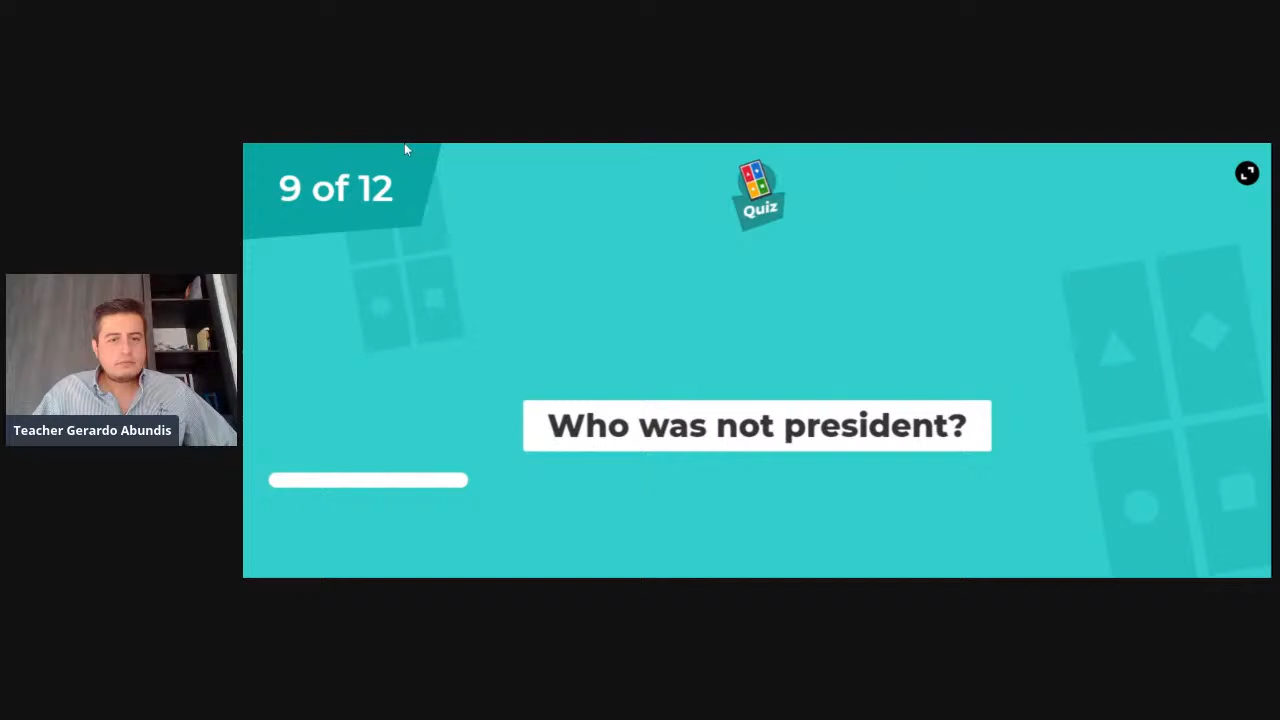 9 of 12
Quiz
Who was not president?
Teacher Gerardo Abundis